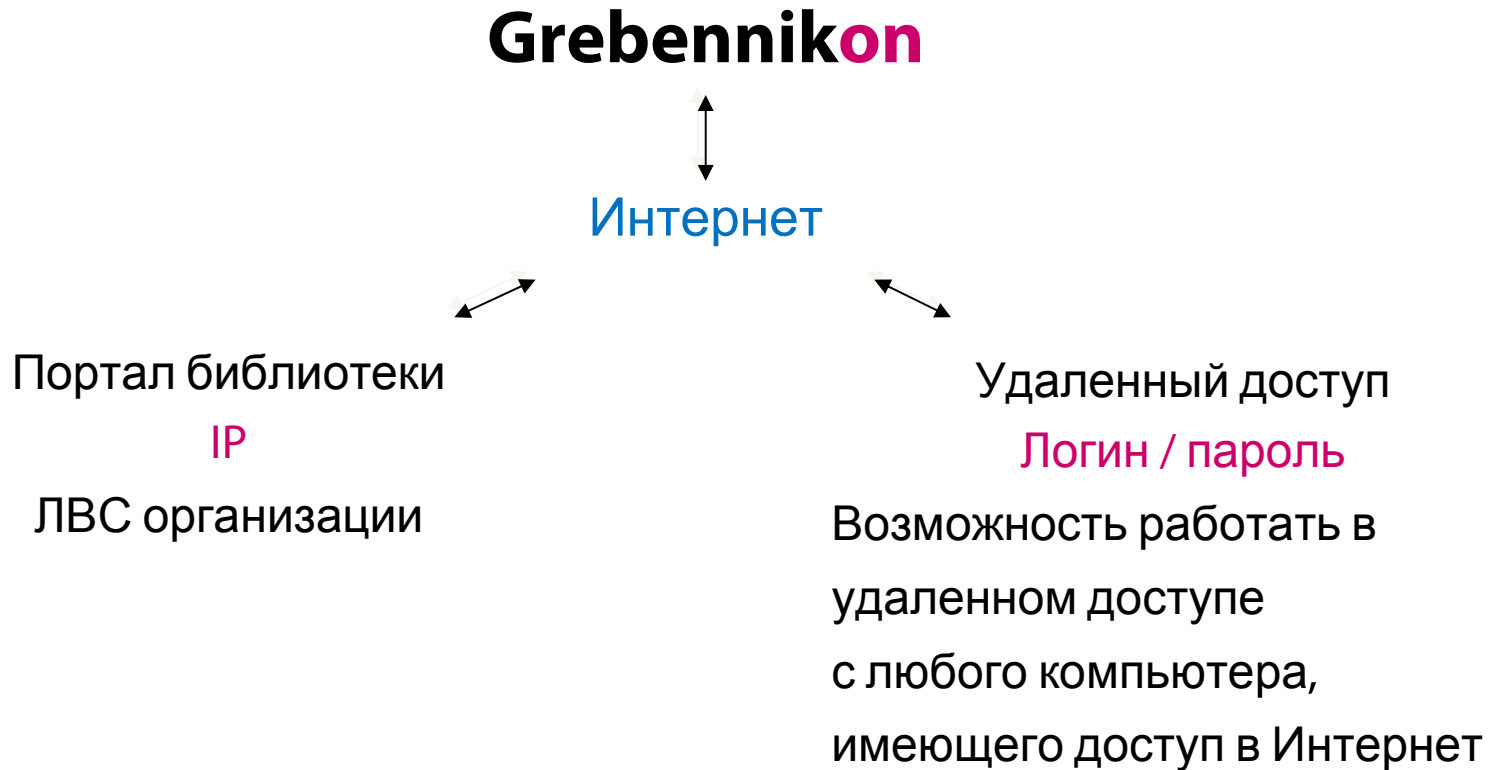 Grebennikon
Интернет
Портал библиотеки
IP
ЛВС организации
Удаленный доступ
Логин / пароль
Возможность работать в
удаленном доступе
с любого компьютера,
имеющего доступ в Интернет